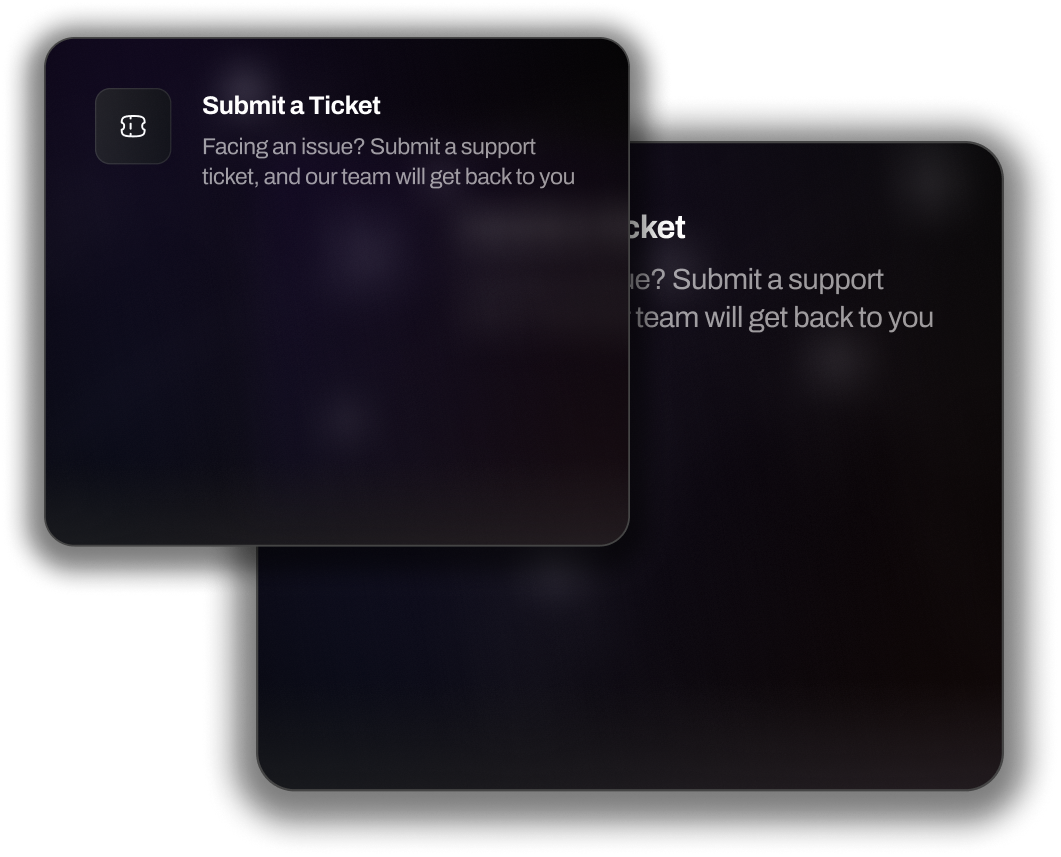 Submit a Ticket
Facing an issue? Submit a support
ticket, and our team will get back to you
cket
ue? Submit a support
team will get back to you